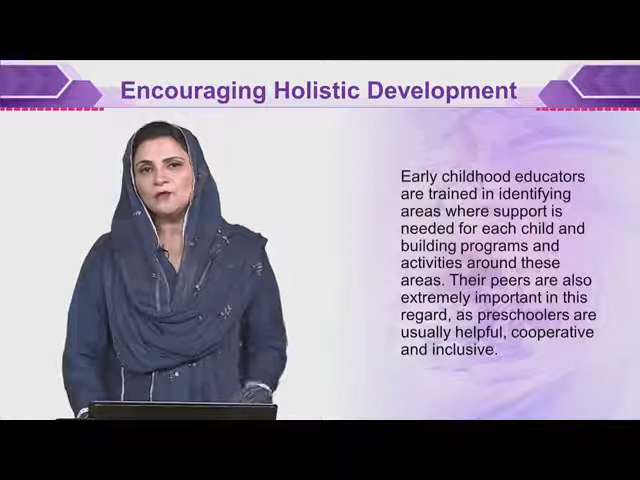 Encouraging Holistic Development
Early childhood educators
are trained in identifying
areas where support is
needed for each child and
building programs and
activities around these
areas. Their peers are also
extremely important in this
regard, as preschoolers are
usually helpful, cooperative
and inclusive.